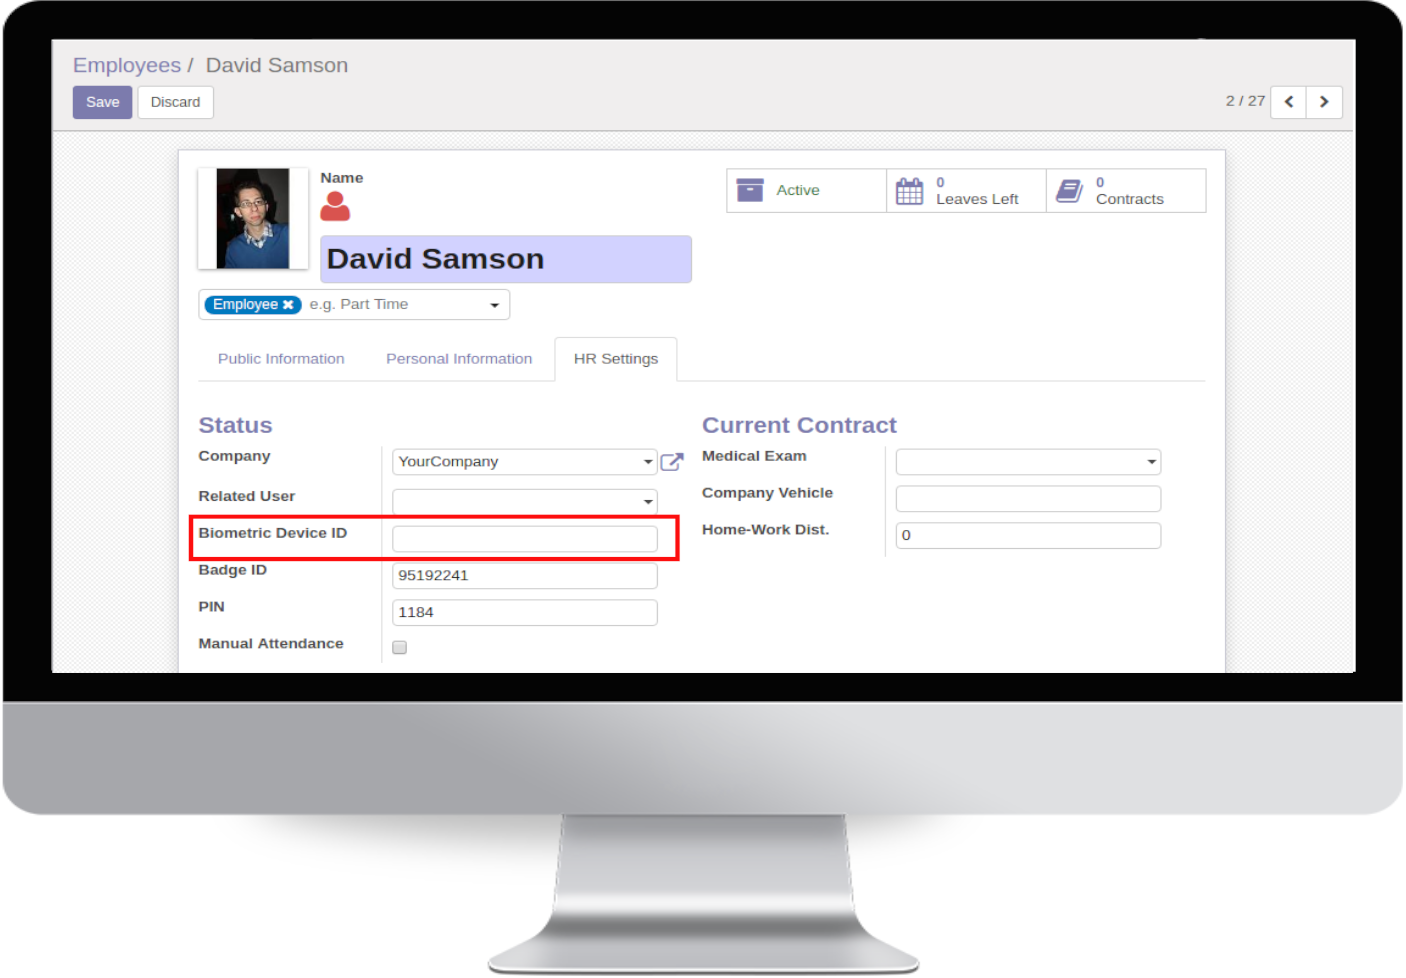 Employees / David Samson
Save Discard
2 / 27
Name
Active
0
Leaves Left
0
Contracts
David Samson
Employee ✖ e.g. Part Time
Public Information Personal Information HR Settings
Status
Company YourCompany
Related User
Biometric Device ID
Badge ID 95192241
PIN 1184
Manual Attendance
Current Contract
Medical Exam
Company Vehicle
Home-Work Dist. 0